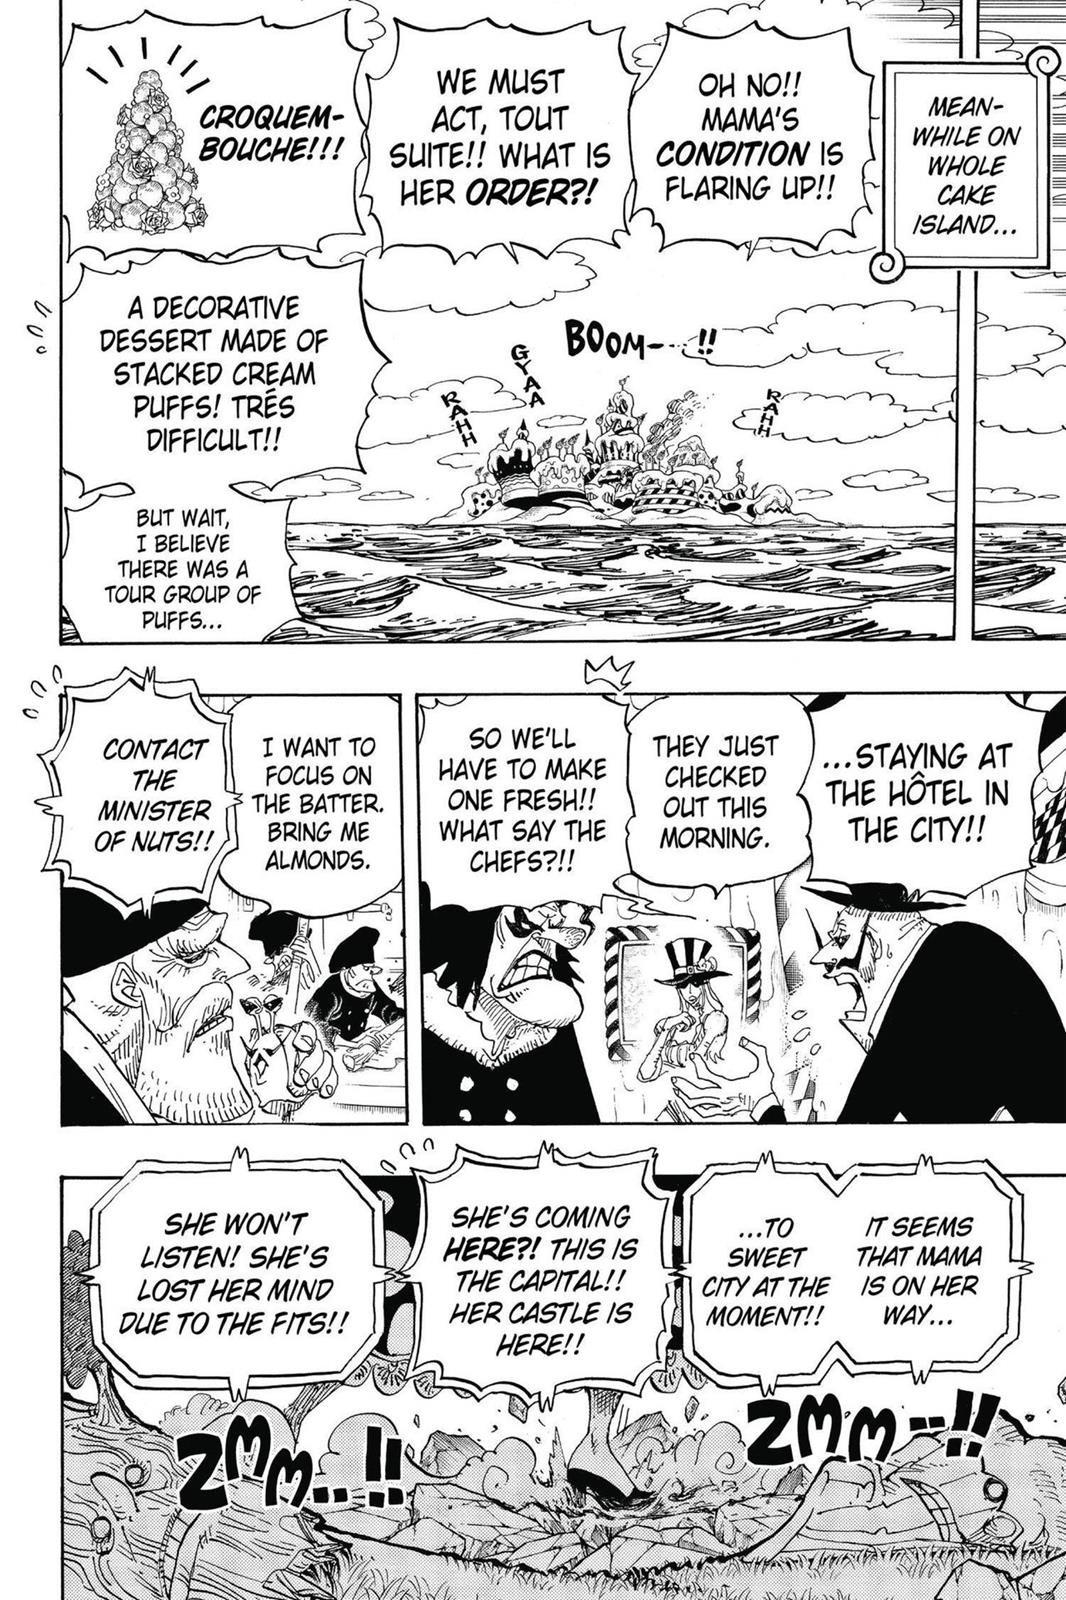 MEAN-
WHILE ON
WHOLE
CAKE
ISLAND...
OH NO!!
MAMA'S
CONDITION IS
FLARING UP!!
WE MUST
ACT, TOUT
SUITE!! WHAT IS
HER ORDER?!
CROQUEM-
BOUCHE!!!
A DECORATIVE
DESSERT MADE OF
STACKED CREAM
PUFFS! TRÉS
DIFFICULT!!
BUT WAIT,
I BELIEVE
THERE WAS A
TOUR GROUP OF
PUFFS...
RAHH
BOOM--...!!
GYAA
RAHH
...STAYING AT
THE HÔTEL IN
THE CITY!!
THEY JUST
CHECKED
OUT THIS
MORNING.
SO WE'LL
HAVE TO MAKE
ONE FRESH!!
WHAT SAY THE
CHEFS?!!
I WANT TO
FOCUS ON
THE BATTER.
BRING ME
ALMONDS.
CONTACT
THE
MINISTER
OF NUTS!!
IT SEEMS
THAT MAMA
IS ON HER
WAY...
...TO
SWEET
CITY AT THE
MOMENT!!
SHE'S COMING
HERE?! THIS IS
THE CAPITAL!!
HER CASTLE IS
HERE!!
SHE WON'T
LISTEN! SHE'S
LOST HER MIND
DUE TO THE FITS!!
ZMM...!!
ZMM...!!